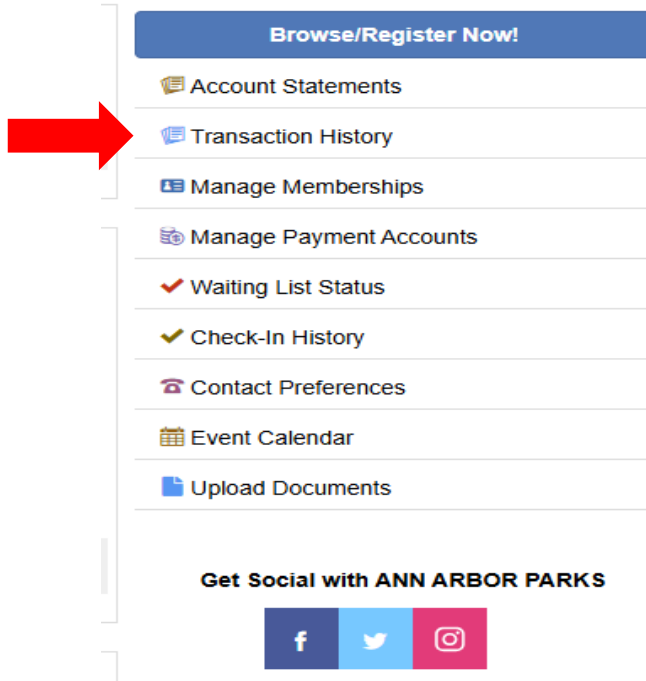 Browse/Register Now!
Account Statements
Transaction History
Manage Memberships
Manage Payment Accounts
Waiting List Status
Check-In History
Contact Preferences
Event Calendar
Upload Documents
Get Social with ANN ARBOR PARKS